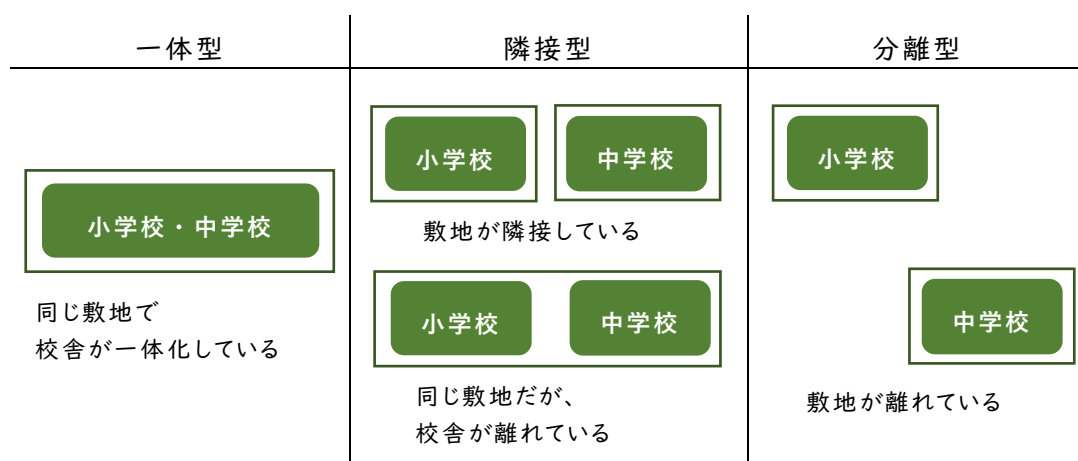 一体型
隣接型
分離型
小学校・中学校
同じ敷地で
校舎が一体化している
小学校
中学校
敷地が隣接している
小学校
中学校
同じ敷地だが、
校舎が離れている
小学校
中学校
敷地が離れている